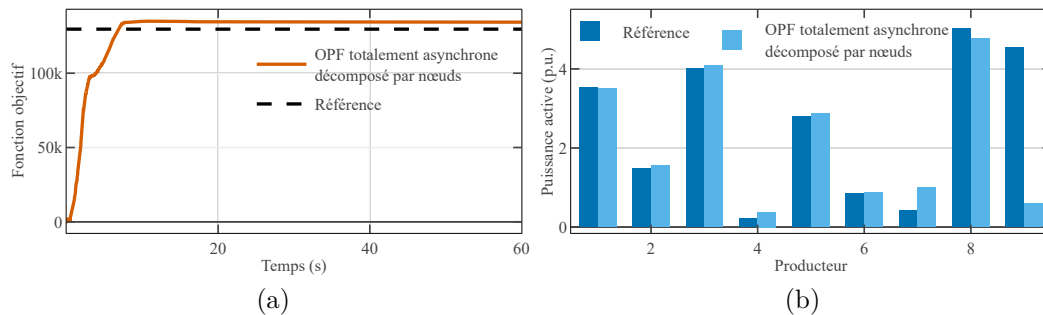 Fonction objectif
100k
50k
0
20
40
60
Temps (s)
OPF totalement asynchrone
décomposé par nœuds
Référence
(a)
Puissance active (p.u.)
4
2
0
2
4
6
8
Producteur
Référence
OPF totalement asynchrone
décomposé par nœuds
(b)